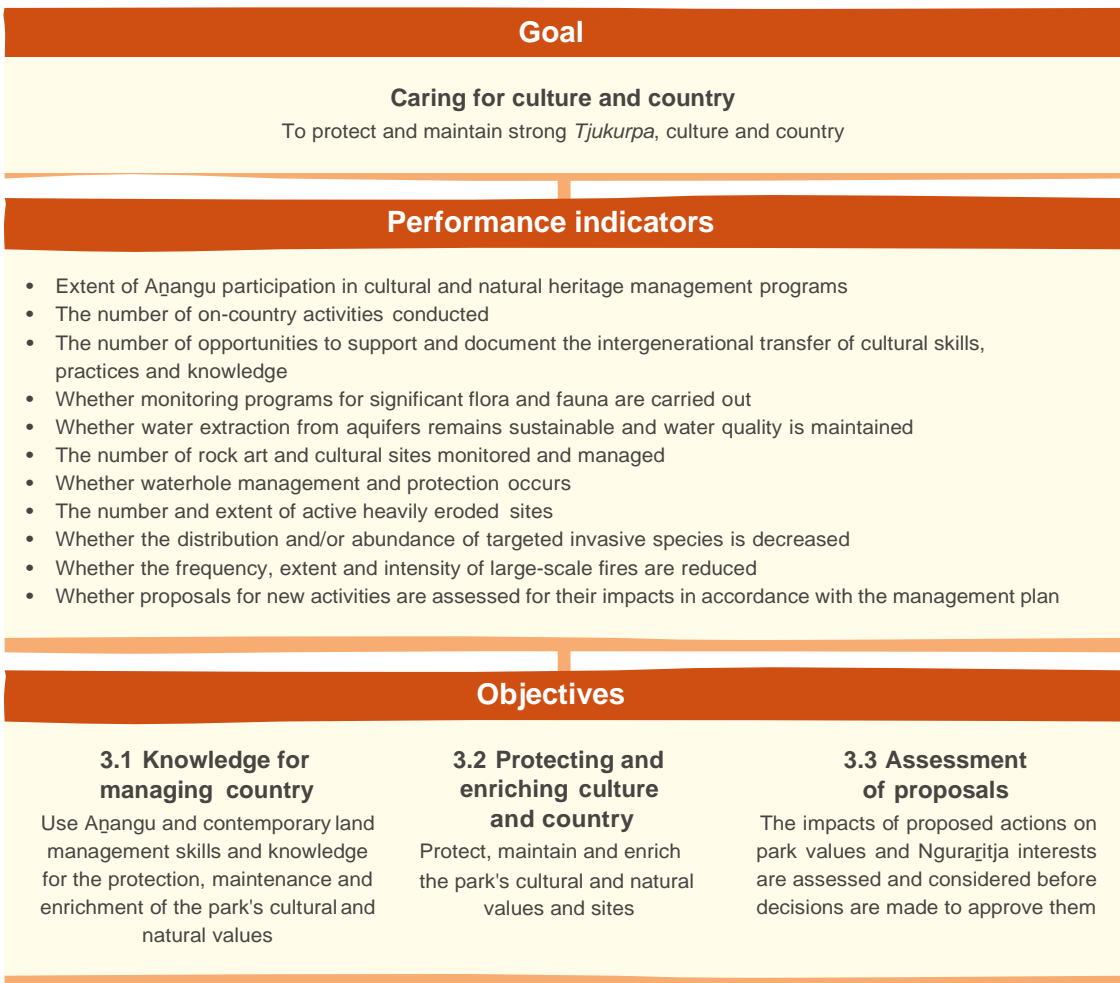 Goal
Caring for culture and country
To protect and maintain strong Tjukurpa, culture and country
Performance indicators
• Extent of Aṉangu participation in cultural and natural heritage management programs
• The number of on-country activities conducted
• The number of opportunities to support and document the intergenerational transfer of cultural skills,
practices and knowledge
• Whether monitoring programs for significant flora and fauna are carried out
• Whether water extraction from aquifers remains sustainable and water quality is maintained
• The number of rock art and cultural sites monitored and managed
• Whether waterhole management and protection occurs
• The number and extent of active heavily eroded sites
• Whether the distribution and/or abundance of targeted invasive species is decreased
• Whether the frequency, extent and intensity of large-scale fires are reduced
• Whether proposals for new activities are assessed for their impacts in accordance with the management plan
Objectives
3.1 Knowledge for
managing country
Use Aṉangu and contemporary land
management skills and knowledge
for the protection, maintenance and
enrichment of the park's cultural and
natural values
3.2 Protecting and
enriching culture
and country
Protect, maintain and enrich
the park's cultural and natural
values and sites
3.3 Assessment
of proposals
The impacts of proposed actions on
park values and Nguraṟitja interests
are assessed and considered before
decisions are made to approve them